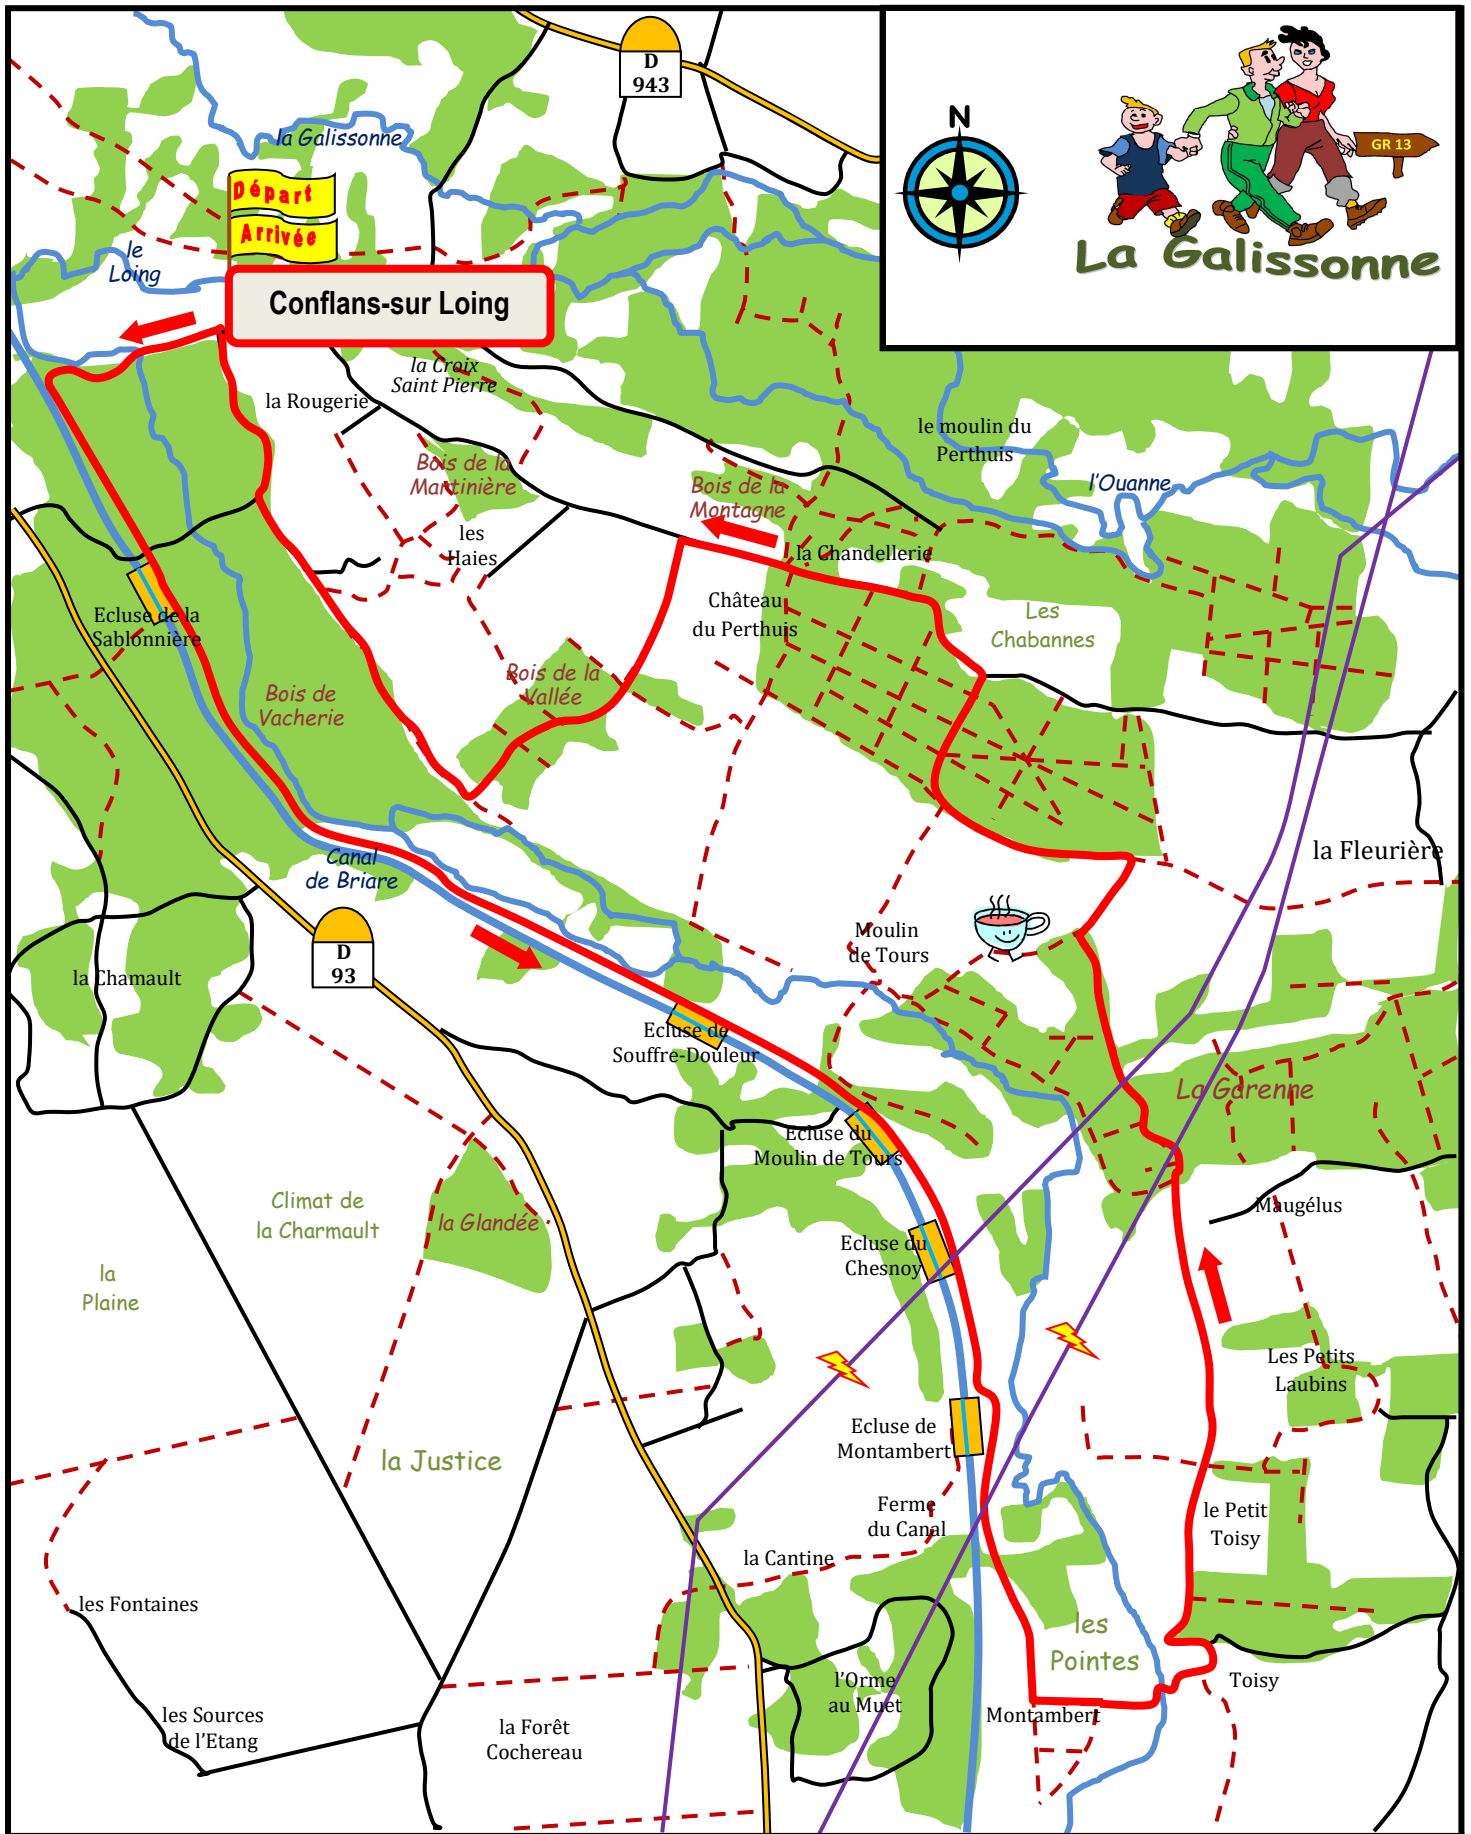 D
943
N
GR 13
La Galissonne
la Galissonne
Départ
Arrivée
le
Loing
Conflans-sur Loing
la Croix
Saint Pierre
la Rougerie
le moulin du
Perthuis
Bois de la
Martinière
Bois de la
Montagne
l'Ouanne
les
Haies
la Chandellerie
Château
du Perthuis
Les
Chabannes
Ecluse de la
Sablonnière
Bois de
Vacherie
Bois de la
Vallée
la Fleurière
Canal
de Briare
D
93
Moulin
de Tours
la Chamault
Ecluse de
Souffre-Douleur
La Garenne
Ecluse du
Moulin de Tours
Climat de
la Charmault
la Glandée
Maugélus
Ecluse du
Chesnoy
la
Plaine
Les Petits
Laubins
Ecluse de
Montambert
la Justice
Ferme
du Canal
le Petit
Toisy
la Cantine
les Fontaines
les
Pointes
l'Orme
au Muet
Toisy
Montambert
les Sources
de l'Etang
la Forêt
Cochereau